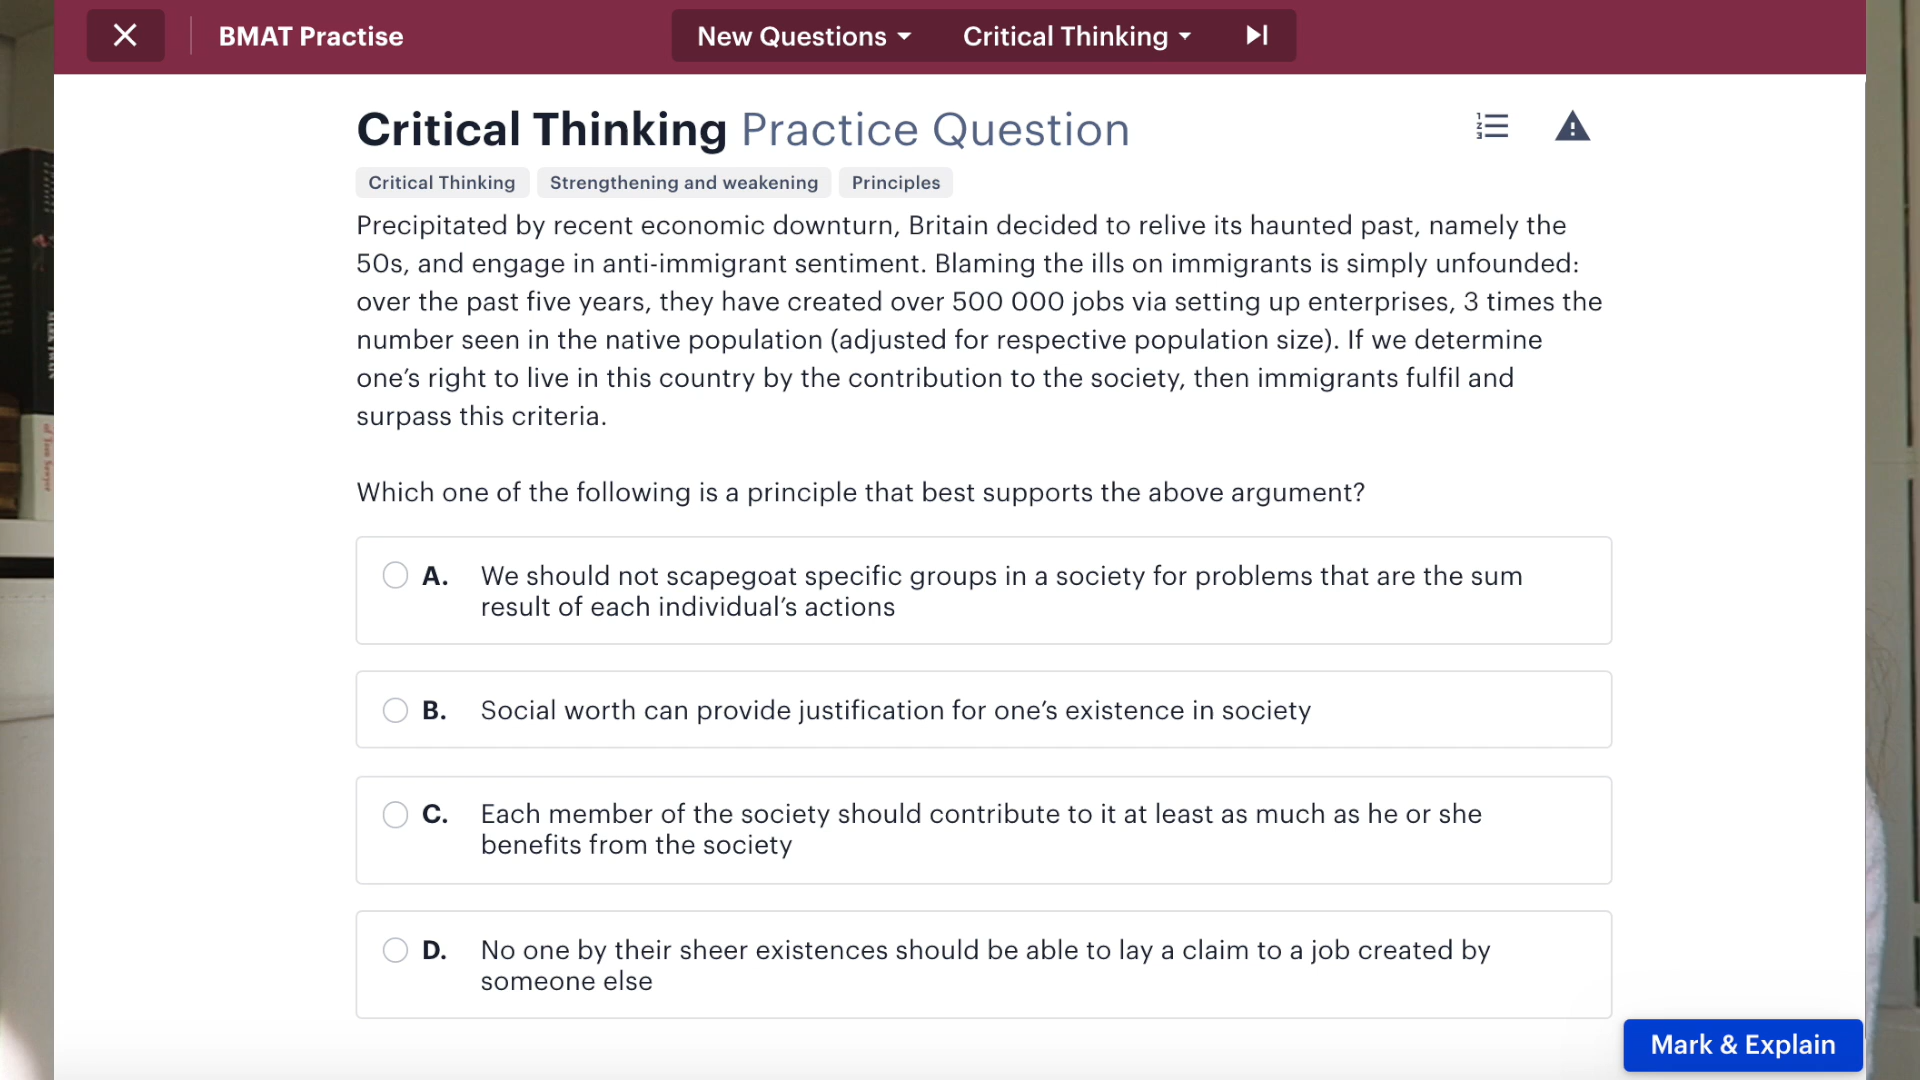 BMAT Practise
New Questions
Critical Thinking
Critical Thinking Practice Question
Critical Thinking
Strengthening and weakening
Principles
Precipitated by recent economic downturn, Britain decided to relive its haunted past, namely the
50s, and engage in anti-immigrant sentiment. Blaming the ills on immigrants is simply unfounded:
over the past five years, they have created over 500 000 jobs via setting up enterprises, 3 times the
number seen in the native population (adjusted for respective population size). If we determine
one's right to live in this country by the contribution to the society, then immigrants fulfil and
surpass this criteria.
Which one of the following is a principle that best supports the above argument?
A. We should not scapegoat specific groups in a society for problems that are the sum
result of each individual's actions
B. Social worth can provide justification for one's existence in society
C. Each member of the society should contribute to it at least as much as he or she
benefits from the society
D. No one by their sheer existences should be able to lay a claim to a job created by
someone else
Mark & Explain